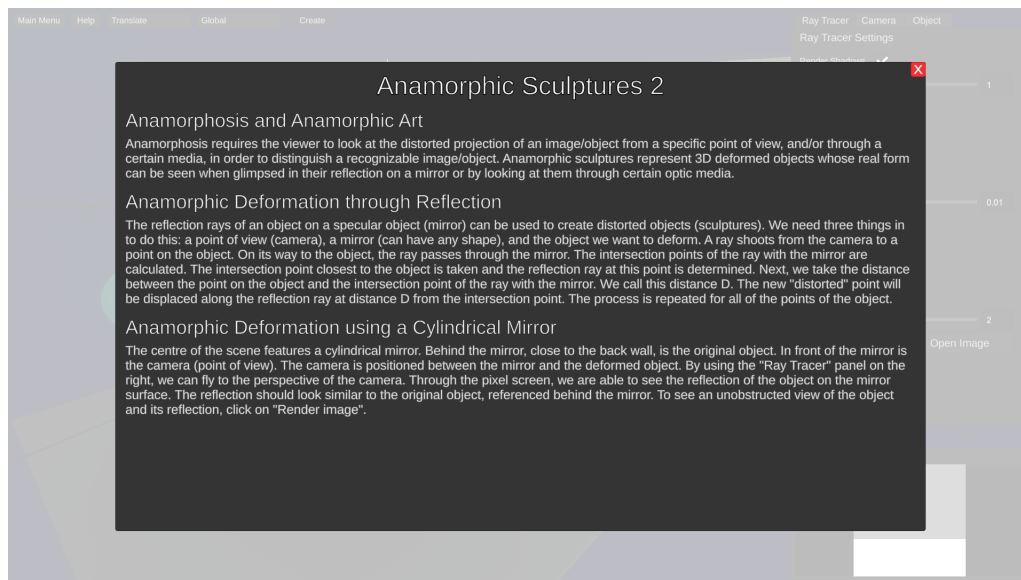 Main Menu Help Translate Global Create Ray Tracer Camera Object
Ray Tracer Settings
Render Shadows
X
1
Anamorphic Sculptures 2
Anamorphosis and Anamorphic Art
Anamorphosis requires the viewer to look at the distorted projection of an image/object from a specific point of view, and/or through a
certain media, in order to distinguish a recognizable image/object. Anamorphic sculptures represent 3D deformed objects whose real form
can be seen when glimpsed in their reflection on a mirror or by looking at them through certain optic media.
Anamorphic Deformation through Reflection
0.01
The reflection rays of an object on a specular object (mirror) can be used to create distorted objects (sculptures). We need three things in
to do this: a point of view (camera), a mirror (can have any shape), and the object we want to deform. A ray shoots from the camera to a
point on the object. On its way to the object, the ray passes through the mirror. The intersection points of the ray with the mirror are
calculated. The intersection point closest to the object is taken and the reflection ray at this point is determined. Next, we take the distance
between the point on the object and the intersection point of the ray with the mirror. We call this distance D. The new "distorted" point will
be displaced along the reflection ray at distance D from the intersection point. The process is repeated for all of the points of the object.
2
Anamorphic Deformation using a Cylindrical Mirror
Open Image
The centre of the scene features a cylindrical mirror. Behind the mirror, close to the back wall, is the original object. In front of the mirror is
the camera (point of view). The camera is positioned between the mirror and the deformed object. By using the "Ray Tracer" panel on the
right, we can fly to the perspective of the camera. Through the pixel screen, we are able to see the reflection of the object on the mirror
surface. The reflection should look similar to the original object, referenced behind the mirror. To see an unobstructed view of the object
and its reflection, click on "Render image".